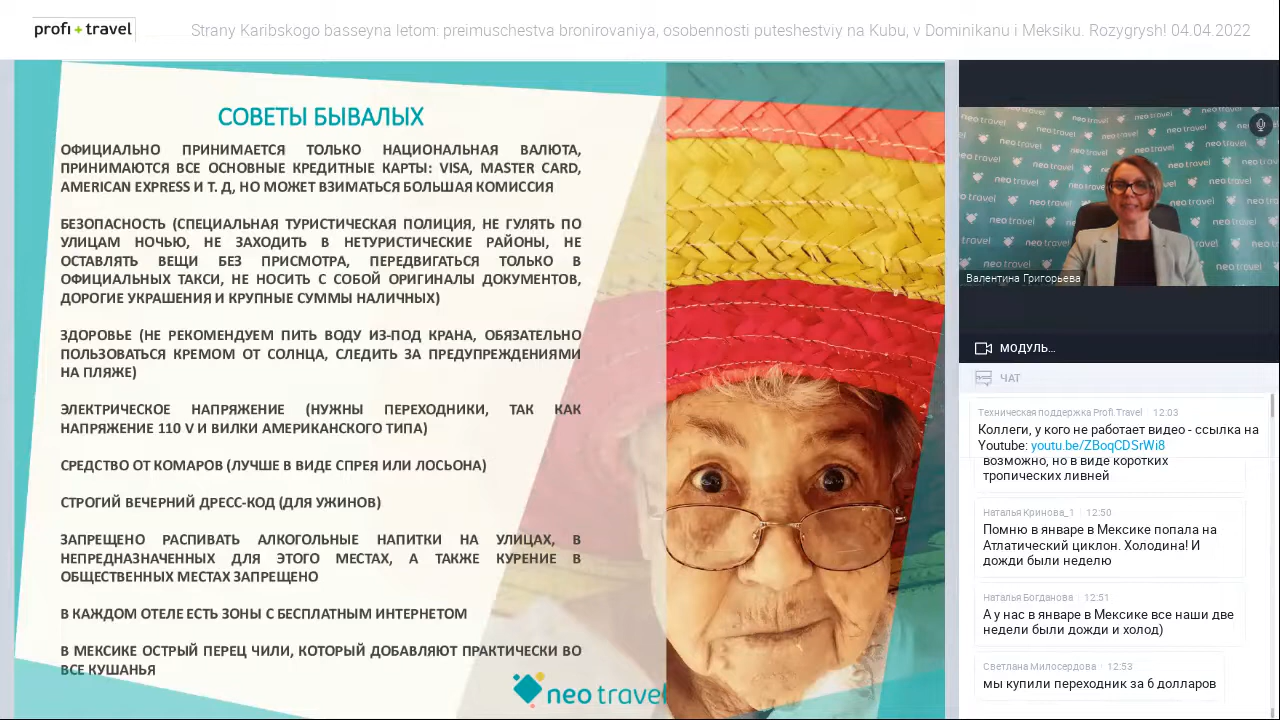 profi + travel
Strany Karibskogo basseyna letom: preimuschestva bronirovaniya, osobennosti puteshestviy na Kubu, v Dominikanu i Meksiku. Rozygrysh! 04.04.2022
СОВЕТЫ БЫВАЛЫХ
ОФИЦИАЛЬНО ПРИНИМАЕТСЯ ТОЛЬКО НАЦИОНАЛЬНАЯ ВАЛЮТА,
ПРИНИМАЮТСЯ ВСЕ ОСНОВНЫЕ КРЕДИТНЫЕ КАРТЫ: VISA, MASTER CARD,
AMERICAN EXPRESS И Т. Д, НО МОЖЕТ ВЗИМАТЬСЯ БОЛЬШАЯ КОМИССИЯ
БЕЗОПАСНОСТЬ (СПЕЦИАЛЬНАЯ ТУРИСТИЧЕСКАЯ ПОЛИЦИЯ, НЕ ГУЛЯТЬ ПО
УЛИЦАМ НОЧЬЮ, НЕ ЗАХОДИТЬ В НЕТУРИСТИЧЕСКИЕ РАЙОНЫ, НЕ
ОСТАВЛЯТЬ ВЕЩИ БЕЗ ПРИСМОТРА, ПЕРЕДВИГАТЬСЯ ТОЛЬКО В
ОФИЦИАЛЬНЫХ ТАКСИ, НЕ НОСИТЬ С СОБОЙ ОРИГИНАЛЫ ДОКУМЕНТОВ,
ДОРОГИЕ УКРАШЕНИЯ И КРУПНЫЕ СУММЫ НАЛИЧНЫХ)
ЗДОРОВЬЕ (НЕ РЕКОМЕНДУЕМ ПИТЬ ВОДУ ИЗ-ПОД КРАНА, ОБЯЗАТЕЛЬНО
ПОЛЬЗОВАТЬСЯ КРЕМОМ ОТ СОЛНЦА, СЛЕДИТЬ ЗА ПРЕДУПРЕЖДЕНИЯМИ
НА ПЛЯЖЕ)
ЭЛЕКТРИЧЕСКОЕ НАПРЯЖЕНИЕ (НУЖНЫ ПЕРЕХОДНИКИ, ТАК КАК
НАПРЯЖЕНИЕ 110 V И ВИЛКИ АМЕРИКАНСКОГО ТИПА)
СРЕДСТВО ОТ КОМАРОВ (ЛУЧШЕ В ВИДЕ СПРЕЯ ИЛИ ЛОСЬОНА)
СТРОГИЙ ВЕЧЕРНИЙ ДРЕСС-КОД (ДЛЯ УЖИНОВ)
ЗАПРЕЩЕНО РАСПИВАТЬ АЛКОГОЛЬНЫЕ НАПИТКИ НА УЛИЦАХ, В
НЕПРЕДНАЗНАЧЕННЫХ ДЛЯ ЭТОГО МЕСТАХ, А ТАКЖЕ КУРЕНИЕ В
ОБЩЕСТВЕННЫХ МЕСТАХ ЗАПРЕЩЕНО
В КАЖДОМ ОТЕЛЕ ЕСТЬ ЗОНЫ С БЕСПЛАТНЫМ ИНТЕРНЕТОМ
В МЕКСИКЕ ОСТРЫЙ ПЕРЕЦ ЧИЛИ, КОТОРЫЙ ДОБАВЛЯЮТ ПРАКТИЧЕСКИ ВО
ВСЕ КУШАНЬЯ
neo travel
Валентина Григорьева
МОДУЛЬ...
ЧАТ
Техническая поддержка Profi.Travel 12:03
Коллеги, у кого не работает видео - ссылка на
Youtube: youtu.be/ZBoqCDSrWi8
возможно, но в виде коротких
тропических ливней
Наталья Кринова_1 12:50
Помню в январе в Мексике попала на
Атлатический циклон. Холодина! И
дожди были неделю
Наталья Богданова 12:51
А у нас в январе в Мексике все наши две
недели были дожди и холод)
Светлана Милосердова 12:53
мы купили переходник за 6 долларов